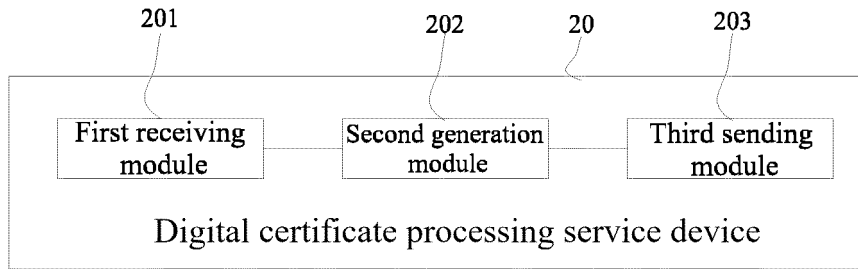 201 202 20 203
First receiving module
Second generation module
Third sending module
Digital certificate processing service device